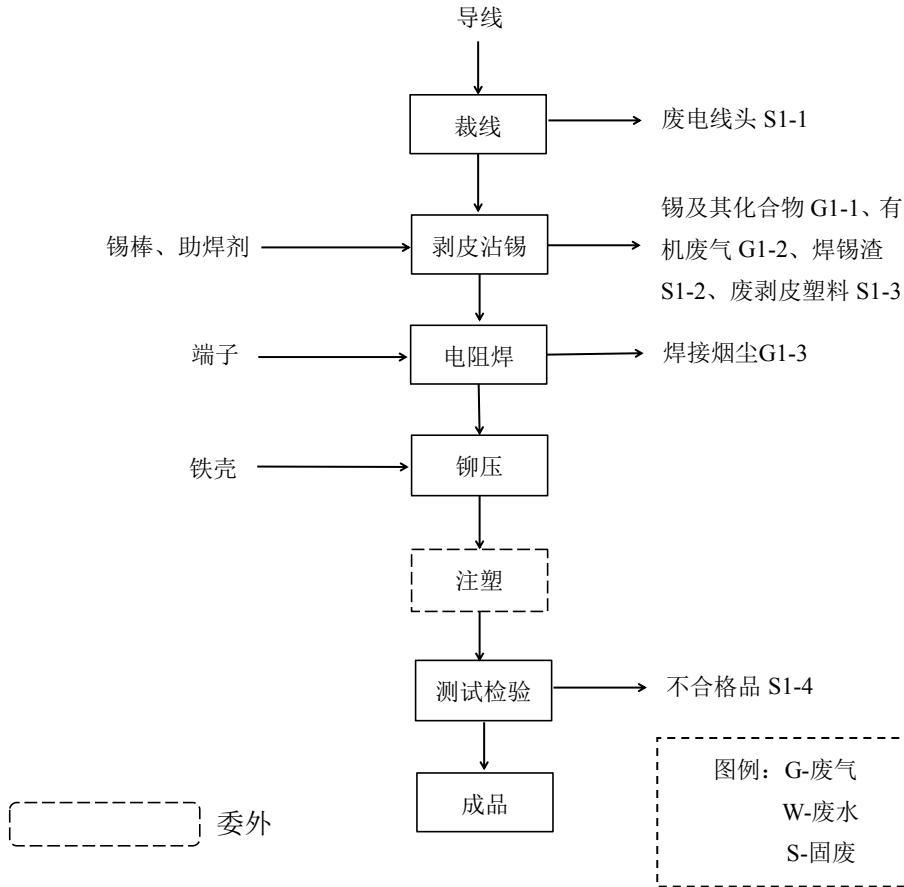 导线
裁线
废电线头 S1-1
锡棒、助焊剂
剥皮沾锡
锡及其化合物 G1-1、有
机废气 G1-2、焊锡渣
S1-2、废剥皮塑料 S1-3
端子
电阻焊
焊接烟尘G1-3
铁壳
铆压
注塑
测试检验
不合格品 S1-4
成品
委外
图例：G-废气
W-废水
S-固废